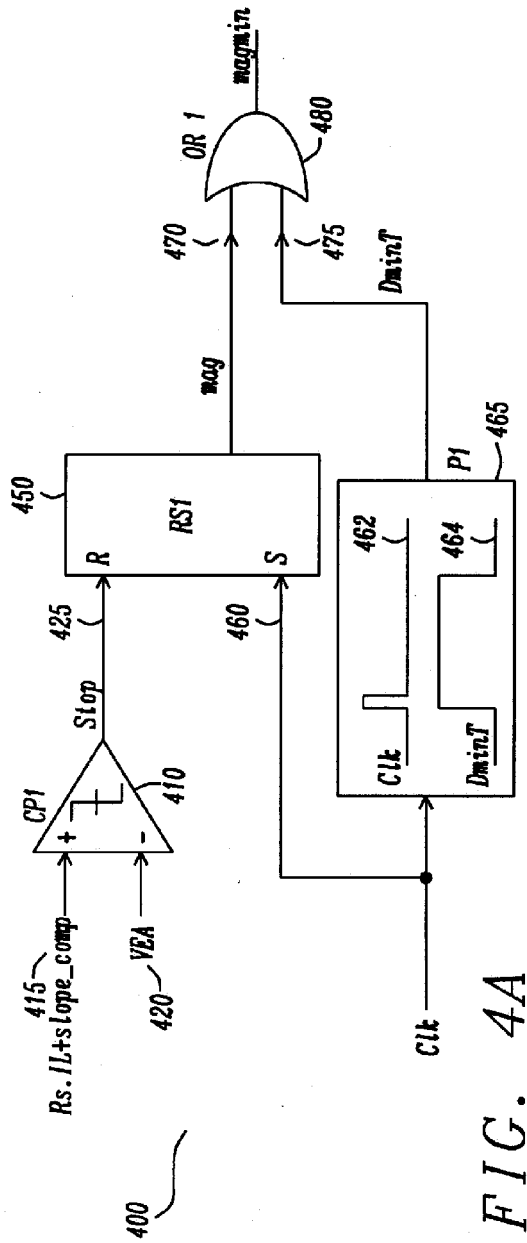 400
415
Rs.IL+slope_comp
VEA
420
CP1
+
-
410
Stop
425
450
R
RS1
S
460
mag
470
OR 1
magmin
480
475
DminT
Clk
Clk
462
DminT
464
P1
465
FIG. 4A